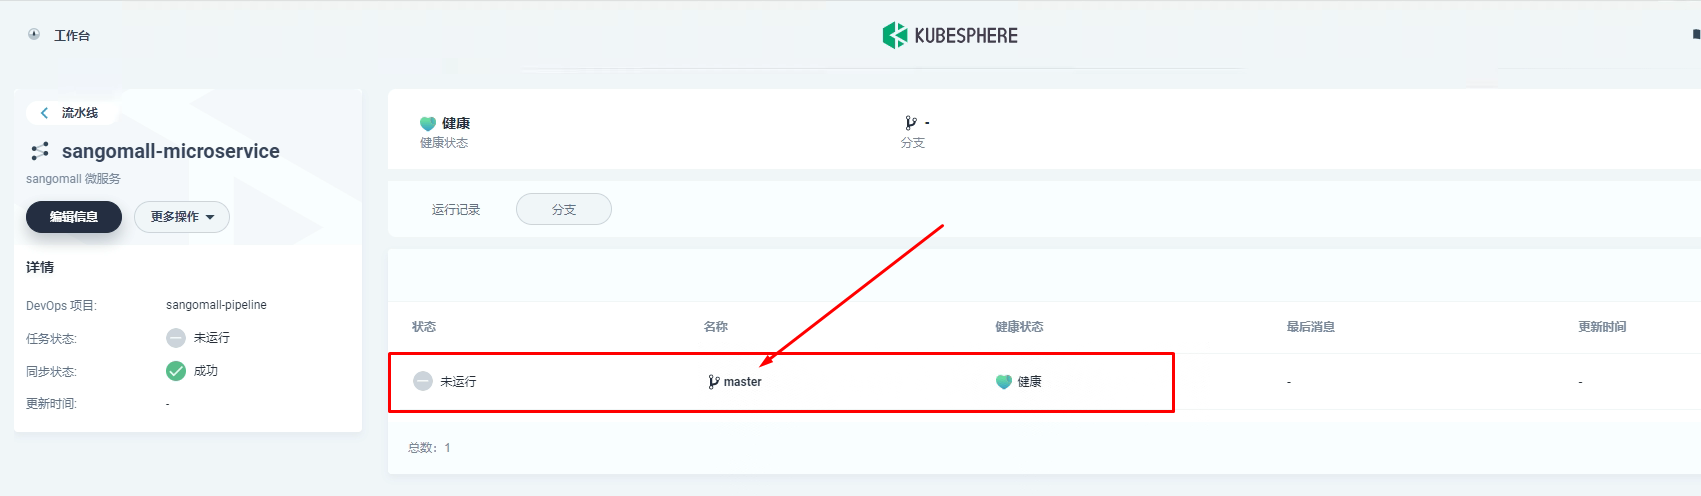 工作台
KUBESPHERE
流水线
sangomall-microservice
sangomall 微服务
编辑信息
更多操作
详情
DevOps 项目: sangomall-pipeline
任务状态: 未运行
同步状态: 成功
更新时间: -
健康
健康状态
-
分支
运行记录 分支
状态 名称 健康状态 最后消息 更新时间
未运行 master 健康 - -
总数: 1